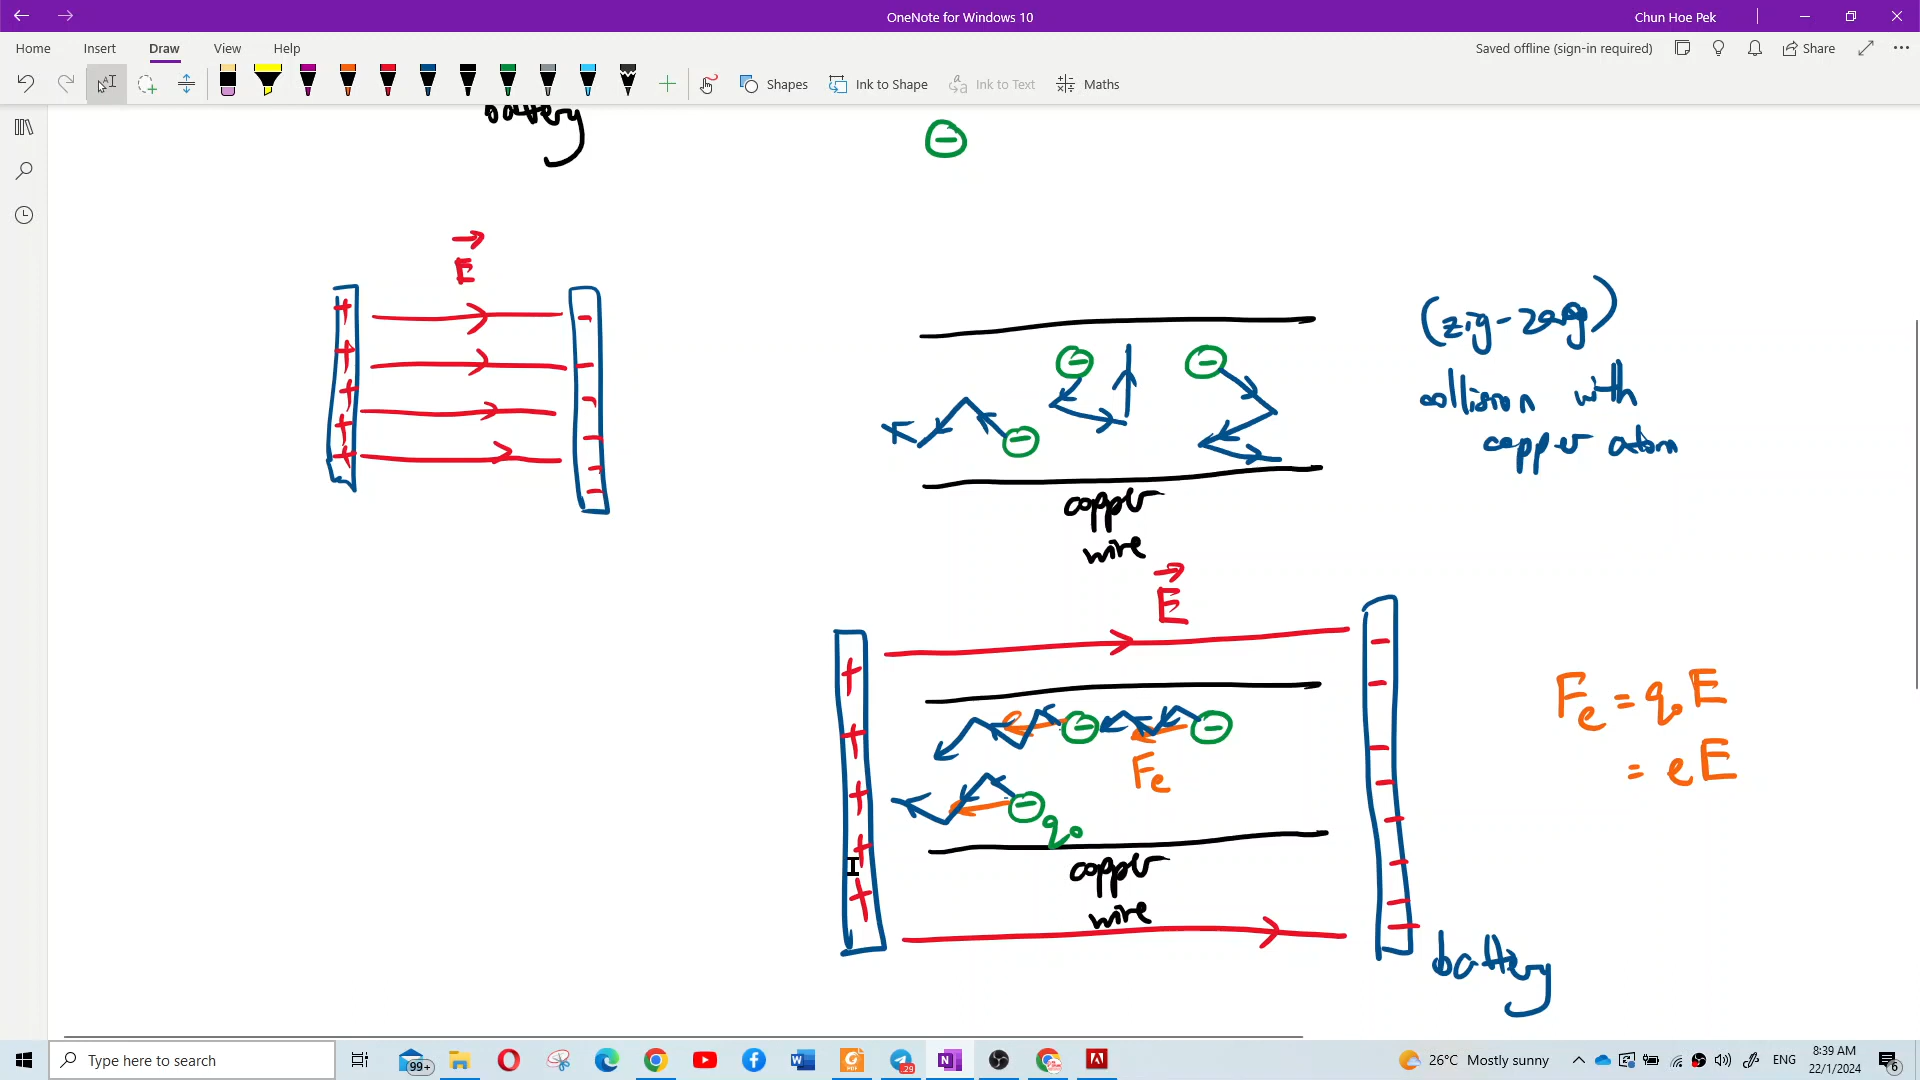 OneNote for Windows 10
Chun Hoe Pek
Home Insert Draw View Help
Saved offline (sign-in required)
Share
Ink to Shape
Ink to Text
Shapes
Maths
battery
−
E
+ + + + +
− − − − − −
− − −
(zig-zag)
collision with
copper atom
copper
wire
E
+ + + + +
− − − − − − − −
− − −
Fe
q₀
copper
wire
battery
Fe = q₀E
= eE
Type here to search
99+
29
26°C Mostly sunny
ENG
8:39 AM
22/1/2024
6